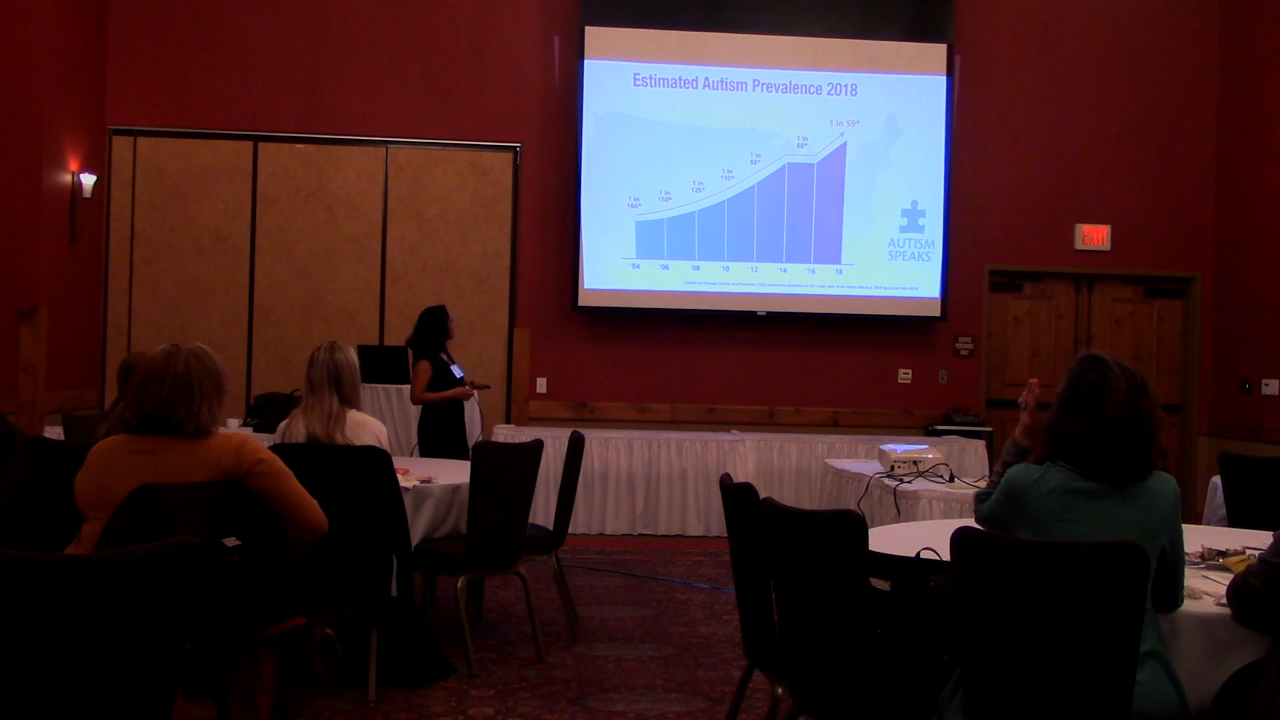 Estimated Autism Prevalence 2018
1 in
166*
1 in
150*
1 in
125*
1 in
110*
1 in
88*
1 in
68*
1 in 59*
'04 '06 '08 '10 '12 '14 '16 '18
AUTISM
SPEAKS
EXIT